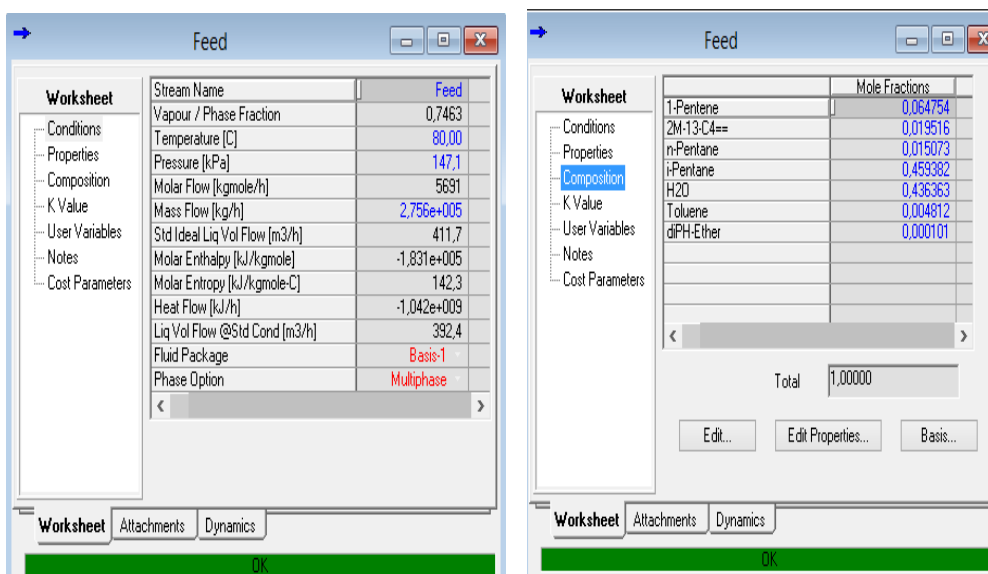 Feed
Worksheet
Conditions
Properties
Composition
K Value
User Variables
Notes
Cost Parameters
Stream Name Feed
Vapour / Phase Fraction 0,7463
Temperature [C] 80,00
Pressure [kPa] 147,1
Molar Flow [kgmole/h] 5691
Mass Flow [kg/h] 2,756e+005
Std Ideal Liq Vol Flow [m3/h] 411,7
Molar Enthalpy [kJ/kgmole] -1,831e+005
Molar Entropy [kJ/kgmole-C] 142,3
Heat Flow [kJ/h] -1,042e+009
Liq Vol Flow @Std Cond [m3/h] 392,4
Fluid Package Basis-1
Phase Option Multiphase
Worksheet Attachments Dynamics
OK
Feed
Worksheet
Conditions
Properties
Composition
K Value
User Variables
Notes
Cost Parameters
Mole Fractions
1-Pentene 0,064754
2M-13-C4== 0,019516
n-Pentane 0,015073
i-Pentane 0,459382
H2O 0,436363
Toluene 0,004812
diPH-Ether 0,000101
Total 1,00000
Edit... Edit Properties... Basis...
Worksheet Attachments Dynamics
OK